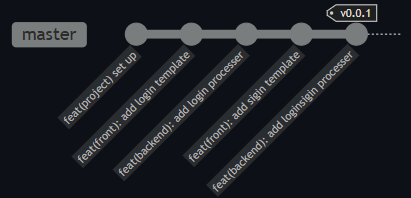 master
v0.0.1
feat(project) set up
feat(front): add login template
feat(backend): add login processer
feat(front): add sigin template
feat(backend): add loginsigin processer